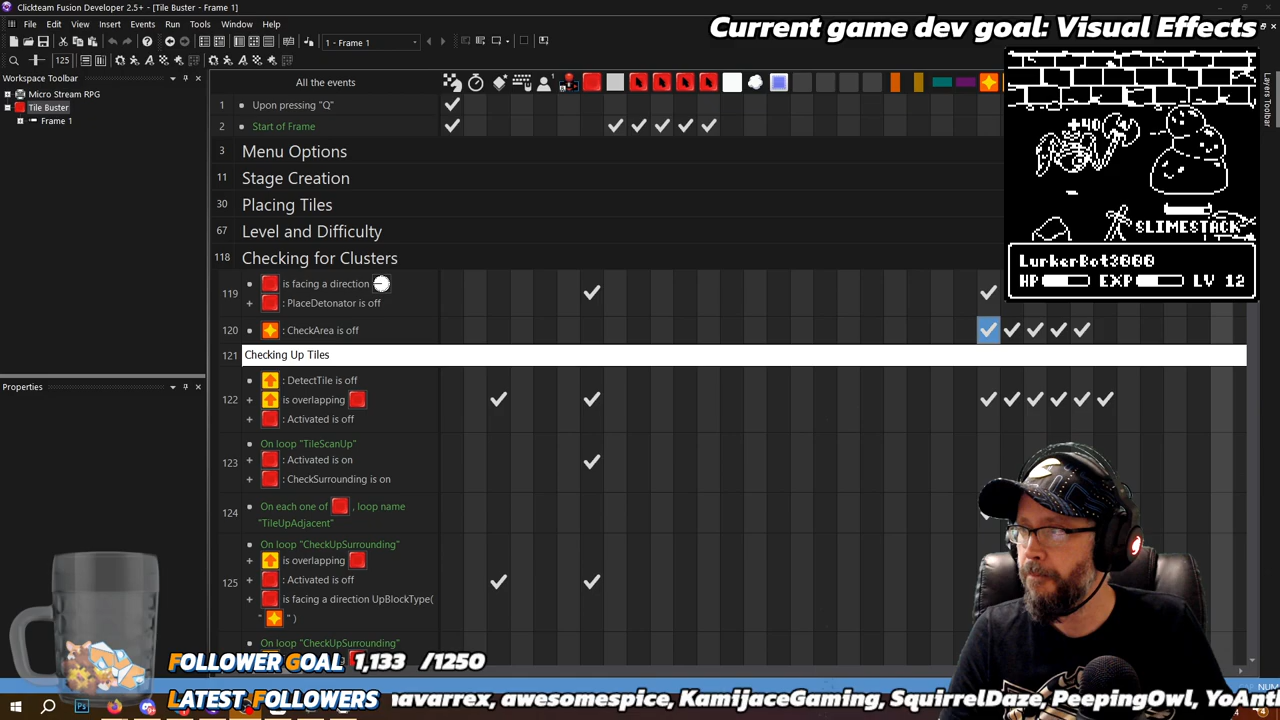 Clickteam Fusion Developer 2.5+ - [Tile Buster - Frame 1]
File Edit View Insert Events Run Tools Window Help
Current game dev goal: Visual Effects
1 - Frame 1
125
Workspace Toolbar
Micro Stream RPG
Tile Buster
Frame 1
Properties
All the events
1 Upon pressing "Q"
2 Start of Frame
3 Menu Options
11 Stage Creation
30 Placing Tiles
67 Level and Difficulty
118 Checking for Clusters
119 is facing a direction
+ : PlaceDetonator is off
120 : CheckArea is off
121 Checking Up Tiles
122 : DetectTile is off
+ is overlapping
+ : Activated is off
123 On loop "TileScanUp"
+ : Activated is on
+ : CheckSurrounding is on
124 On each one of , loop name
"TileUpAdjacent"
125 On loop "CheckUpSurrounding"
+ is overlapping
+ : Activated is off
+ is facing a direction UpBlockType(
" " )
On loop "CheckUpSurrounding"
Layers Toolbar
+40
SLIMESTACK
LurkerBot3000
HP EXP LV 12
Follower Goal 1,133 /1250
Latest Followers navarrex, awesomespice, KamijaceGaming, SquirrelDaze, PeepingOwl, YoAnti
NUM